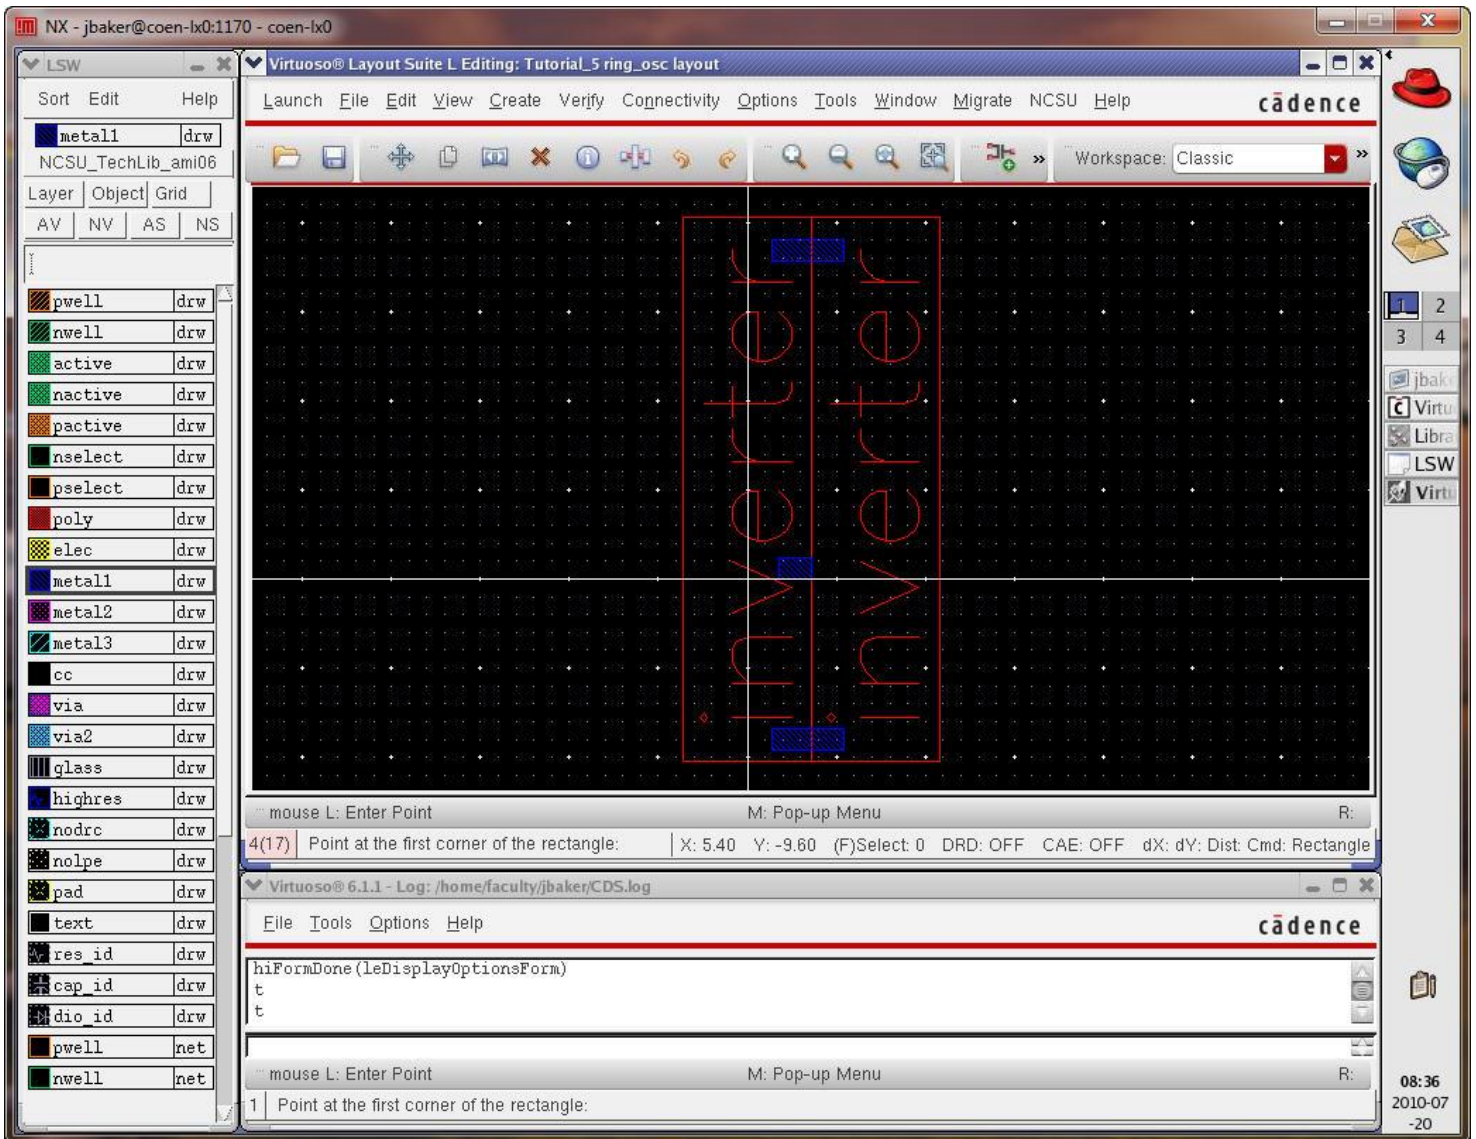 NX - jbaker@coen-lx0:1170 - coen-lx0
LSW
Sort Edit Help
metal1 drw
NCSU_TechLib_ami06
Layer Object Grid
AV NV AS NS
pwell drw
nwell drw
active drw
nactive drw
pactive drw
nselect drw
pselect drw
poly drw
elec drw
metal1 drw
metal2 drw
metal3 drw
cc drw
via drw
via2 drw
glass drw
highres drw
nodrc drw
nolpe drw
pad drw
text drw
res_id drw
cap_id drw
dio_id drw
pwell net
nwell net
Virtuoso® Layout Suite L Editing: Tutorial_5 ring_osc layout
Launch File Edit View Create Verify Connectivity Options Tools Window Migrate NCSU Help cādence
» Workspace: Classic »
inverter
inverter
mouse L: Enter Point M: Pop-up Menu R:
4(17) Point at the first corner of the rectangle: X: 5.40 Y: -9.60 (F)Select: 0 DRD: OFF CAE: OFF dX: dY: Dist: Cmd: Rectangle
Virtuoso® 6.1.1 - Log: /home/faculty/jbaker/CDS.log
File Tools Options Help cādence
hiFormDone(leDisplayOptionsForm)
t
t
mouse L: Enter Point M: Pop-up Menu R:
1 Point at the first corner of the rectangle:
1 2
3 4
jbak
Virtu
Libra
LSW
Virtu
08:36
2010-07
-20